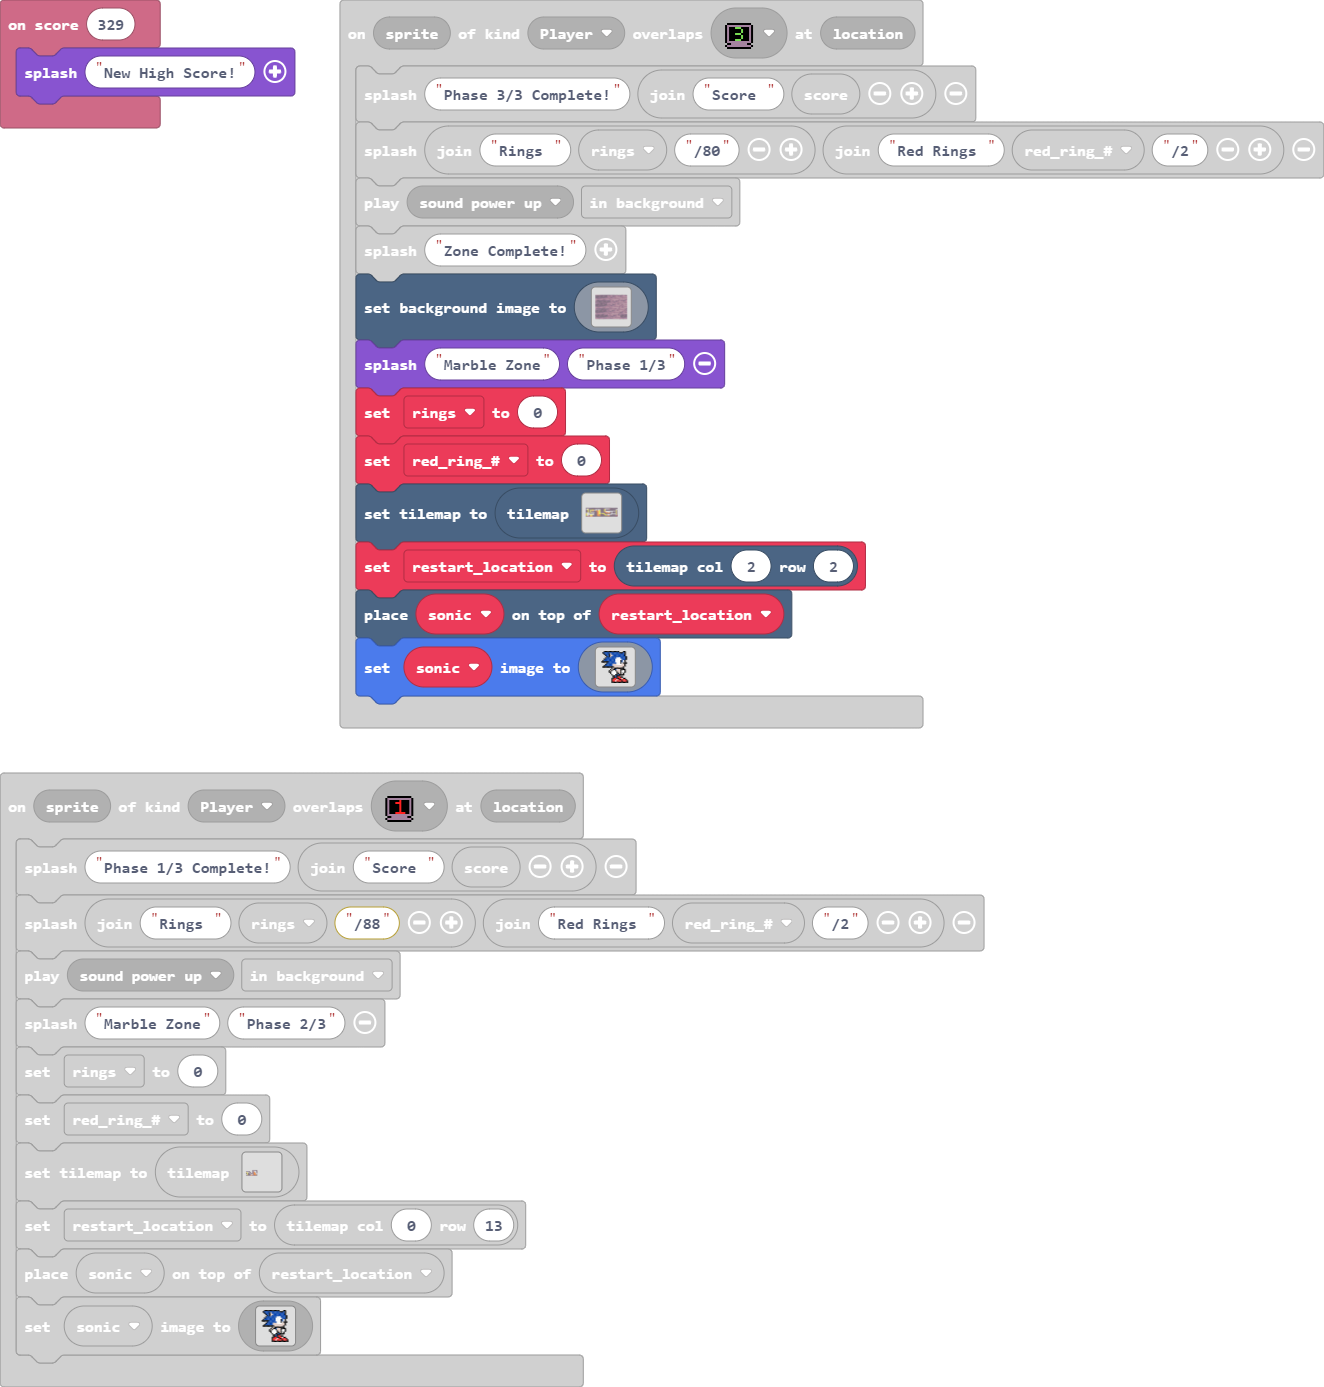 on score 329
splash "New High Score!"
on sprite of kind Player overlaps 3 at location
splash "Phase 3/3 Complete!" join "Score " score
splash join "Rings " rings "/80" join "Red Rings " red_ring_# "/2"
play sound power up in background
splash "Zone Complete!"
set background image to
splash "Marble Zone" "Phase 1/3"
set rings to 0
set red_ring_# to 0
set tilemap to tilemap
set restart_location to tilemap col 2 row 2
place sonic on top of restart_location
set sonic image to
on sprite of kind Player overlaps 1 at location
splash "Phase 1/3 Complete!" join "Score " score
splash join "Rings " rings "/88" join "Red Rings " red_ring_# "/2"
play sound power up in background
splash "Marble Zone" "Phase 2/3"
set rings to 0
set red_ring_# to 0
set tilemap to tilemap
set restart_location to tilemap col 0 row 13
place sonic on top of restart_location
set sonic image to